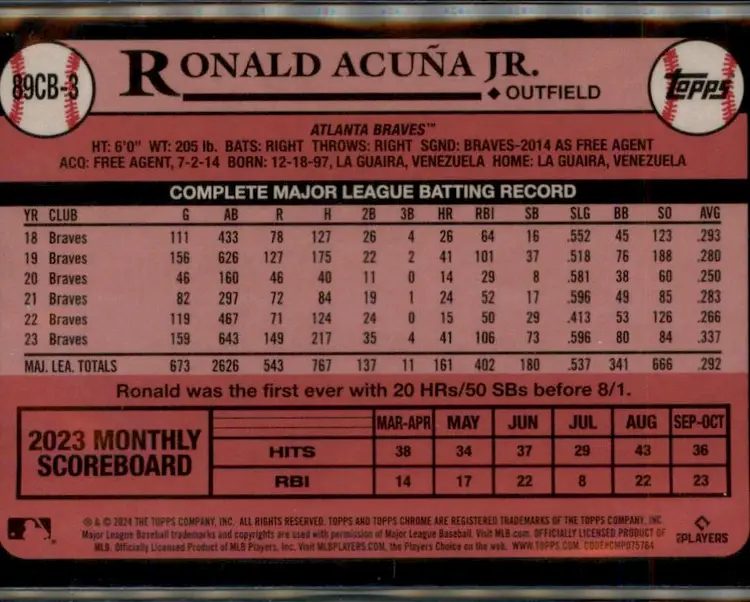 89CB-3
RONALD ACUÑA JR.
◆ OUTFIELD
Topps
ATLANTA BRAVES™
HT: 6'0" WT: 205 lb. BATS: RIGHT THROWS: RIGHT SGND: BRAVES-2014 AS FREE AGENT
ACQ: FREE AGENT, 7-2-14 BORN: 12-18-97, LA GUAIRA, VENEZUELA HOME: LA GUAIRA, VENEZUELA
COMPLETE MAJOR LEAGUE BATTING RECORD
YR CLUB G AB R H 2B 3B HR RBI SB SLG BB SO AVG
18 Braves 111 433 78 127 26 4 26 64 16 .552 45 123 .293
19 Braves 156 626 127 175 22 2 41 101 37 .518 76 188 .280
20 Braves 46 160 46 40 11 0 14 29 8 .581 38 60 .250
21 Braves 82 297 72 84 19 1 24 52 17 .596 49 85 .283
22 Braves 119 467 71 124 24 0 15 50 29 .413 53 126 .266
23 Braves 159 643 149 217 35 4 41 106 73 .596 80 84 .337
MAJ. LEA. TOTALS 673 2626 543 767 137 11 161 402 180 .537 341 666 .292
Ronald was the first ever with 20 HRs/50 SBs before 8/1.
2023 MONTHLY
SCOREBOARD
MAR-APR MAY JUN JUL AUG SEP-OCT
HITS 38 34 37 29 43 36
RBI 14 17 22 8 22 23
® & © 2024 THE TOPPS COMPANY, INC. ALL RIGHTS RESERVED. TOPPS AND TOPPS CHROME ARE REGISTERED TRADEMARKS OF THE TOPPS COMPANY, INC.
Major League Baseball trademarks and copyrights are used with permission of Major League Baseball. Visit MLB.com. OFFICIALLY LICENSED PRODUCT OF
MLB. Officially Licensed Product of MLB Players, Inc. Visit MLBPLAYERS.COM, the Players Choice on the web. WWW.TOPPS.COM. CODE#CMP075764
PLAYERS